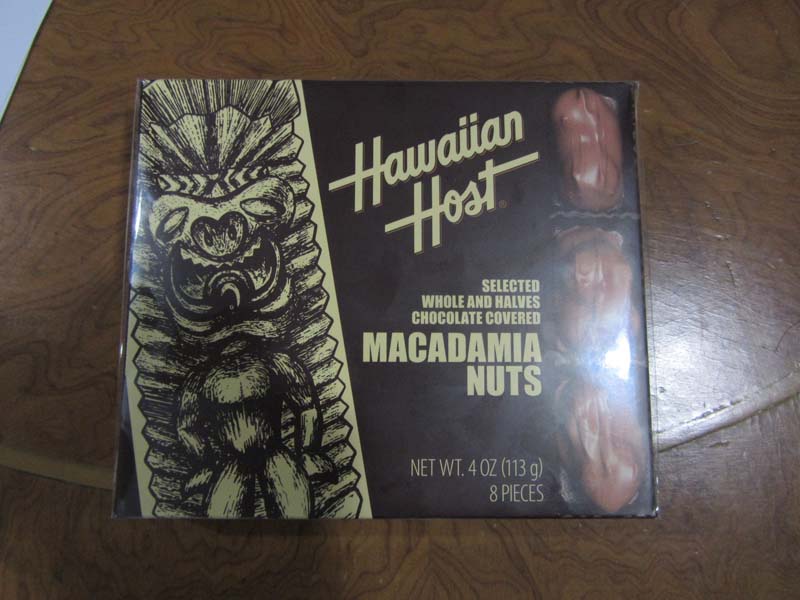 Hawaiian
Host®
SELECTED
WHOLE AND HALVES
CHOCOLATE COVERED
MACADAMIA
NUTS
NET WT. 4 OZ (113 g)
8 PIECES